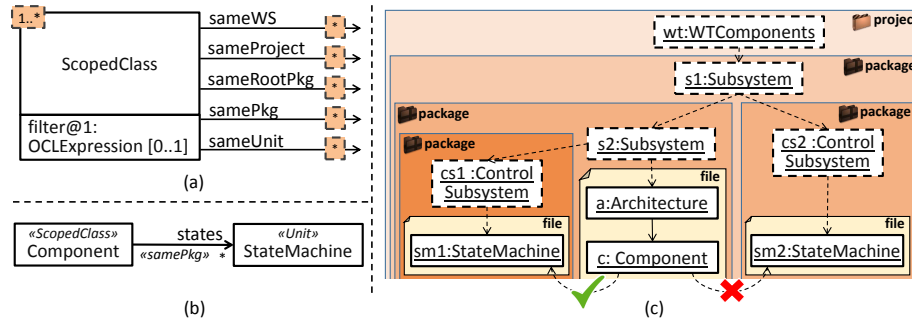 1..*
ScopedClass
filter@1:
OCLExpression [0..1]
sameWS
*
sameProject
*
sameRootPkg
*
samePkg
*
sameUnit
*
(a)
«ScopedClass»
Component
states
«samePkg»
*
«Unit»
StateMachine
(b)
project
wt:WTComponents
package
s1:Subsystem
package
package
package
s2:Subsystem
cs1 :Control
Subsystem
cs2 :Control
Subsystem
file
a:Architecture
file
sm1:StateMachine
c: Component
file
sm2:StateMachine
(c)